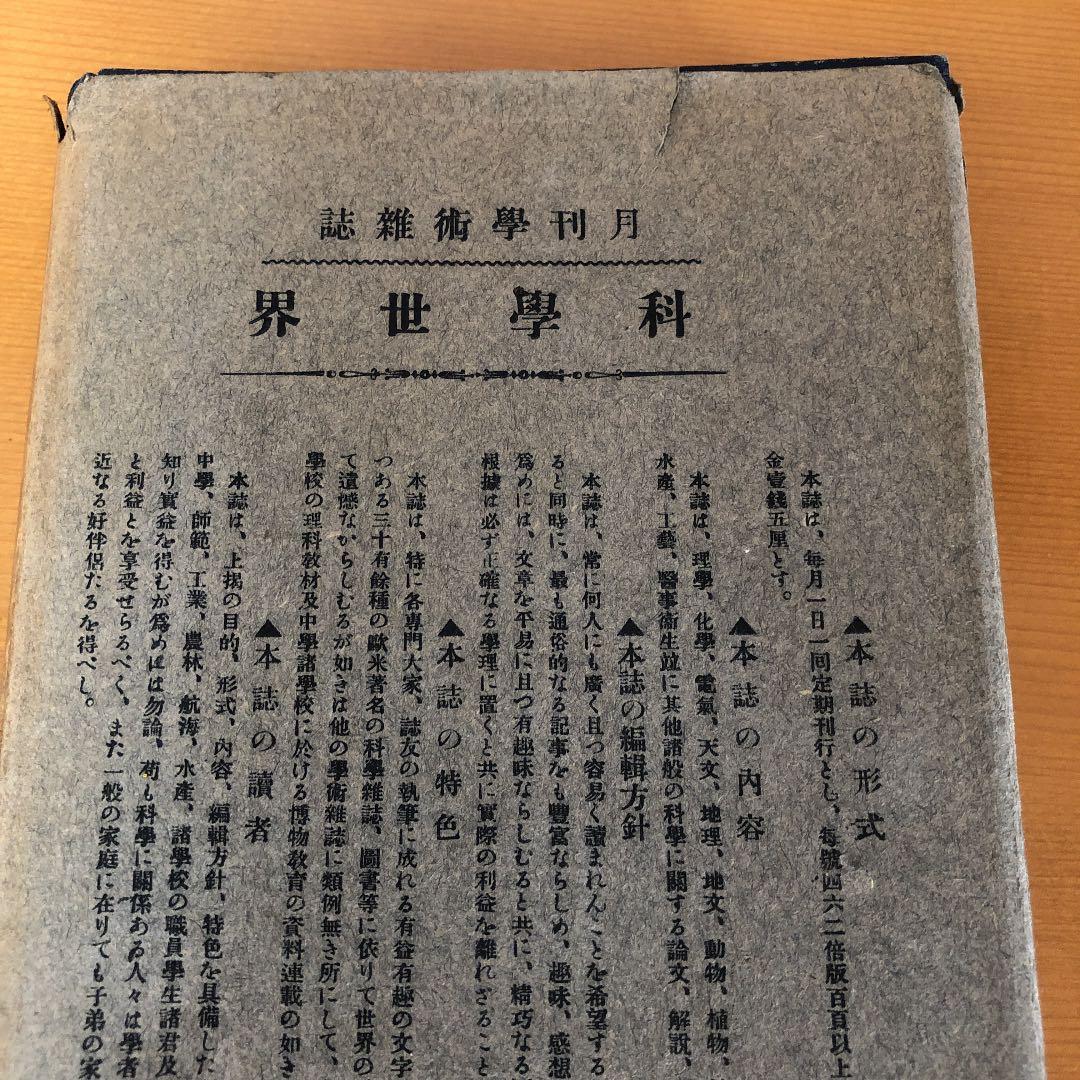 月刊學術雜誌
科學世界
▲本誌の形式
本誌は、毎月一日一回定期刊行とし、每號四六二倍版百頁以上
金壹錢五厘とす。
▲本誌の內容
本誌は、理學、化學、電氣、天文、地理、地文、動物、植物、
水產、工藝、醫事衞生竝に其他諸般の科學に關する論文、解說、
▲本誌の編輯方針
本誌は、常に何人にも廣く且つ容易く讀まれんことを希望する
ると同時に、最も通俗的なる記事をも豐富ならしめ、趣味、感想
爲めには、文章を平易に且つ有趣味ならしむると共に、精巧なる
根據は必ず正確なる學理に置くと共に實際の利益を離れざること
▲本誌の特色
本誌は、特に各專門大家、誌友の執筆に成れる有益有趣の文字
つある三十有餘種の歐米著名の科學雜誌、圖書等に依りて世界の
て遺憾なからしむるが如きは他の學術雜誌に類例無き所にして、
學校の理科敎材及中學諸學校に於ける博物敎育の資料連載の如き
▲本誌の讀者
本誌は、上揭の目的、形式、內容、編輯方針、特色を具備した
中學、師範、工業、農林、航海、水產、諸學校の職員學生諸君及
知り實益を得むが爲めには勿論、苟も科學に關係ある人々は學者
と利益とを享受せらるべく、また一般の家庭に在りても子弟の家
近なる好伴侶たるを得べし。